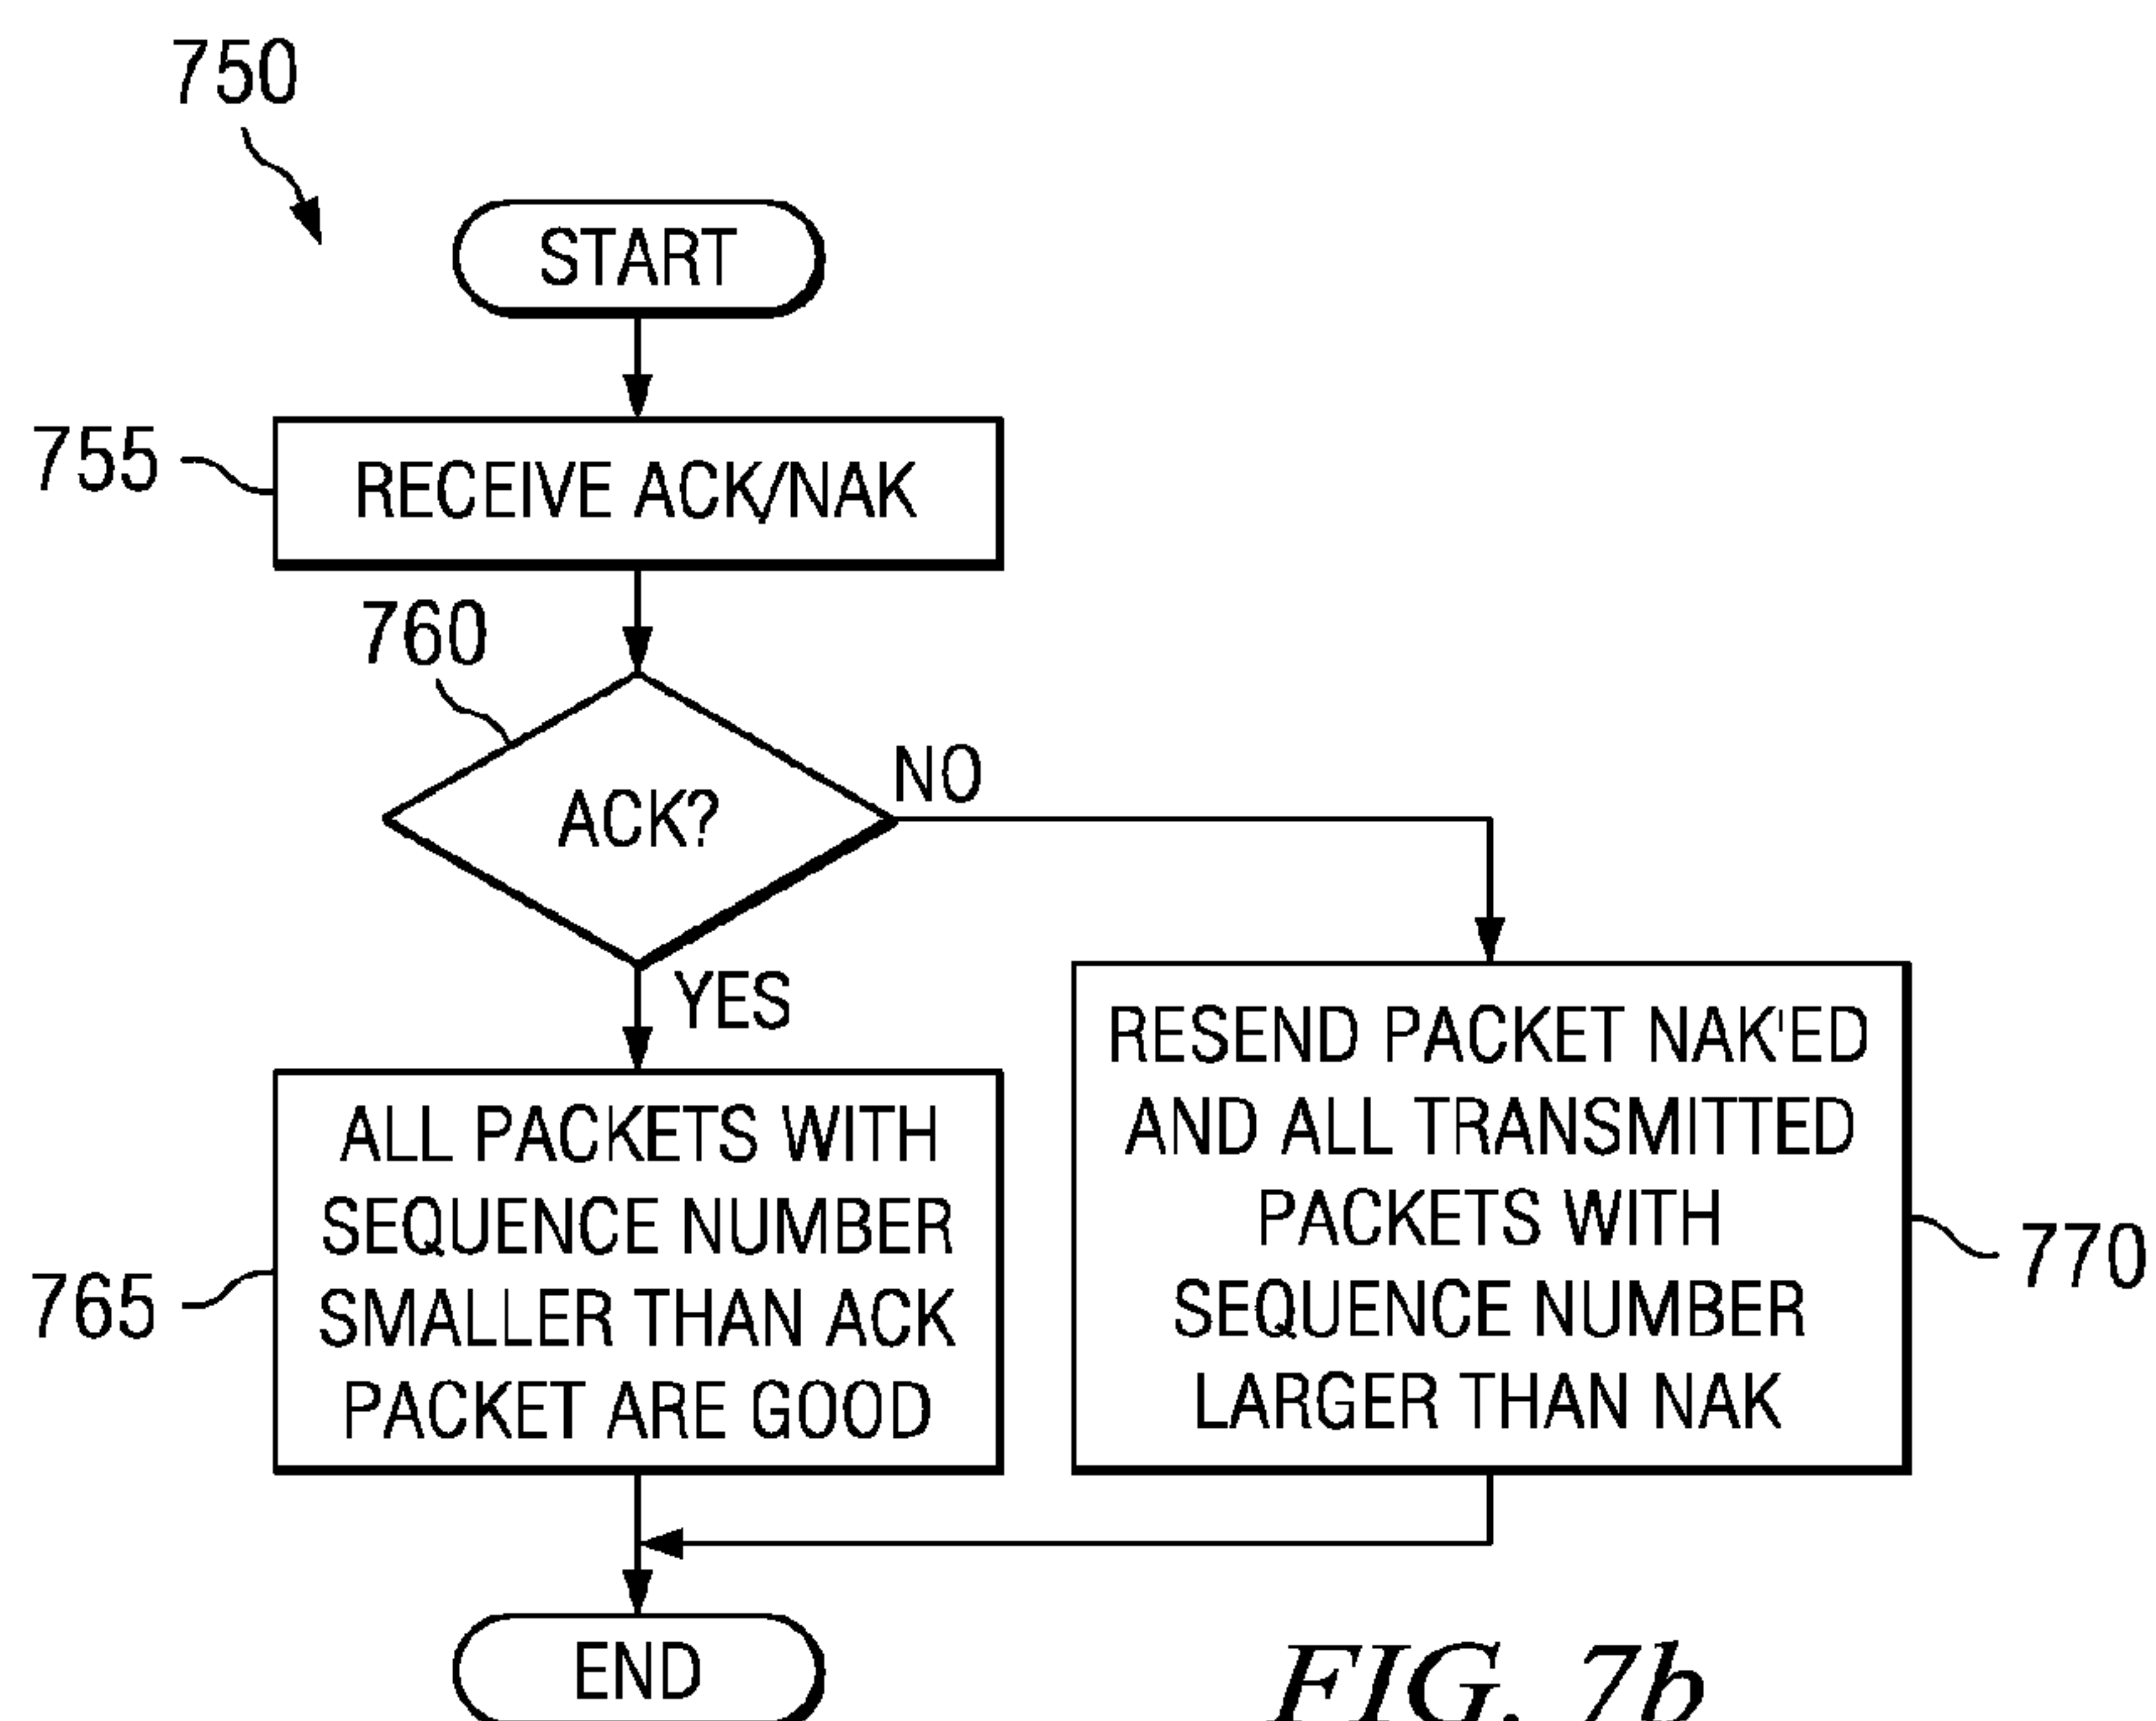 750
START
755
RECEIVE ACK/NAK
760
ACK?
NO
YES
ALL PACKETS WITH
SEQUENCE NUMBER
SMALLER THAN ACK
PACKET ARE GOOD
765
RESEND PACKET NAK'ED
AND ALL TRANSMITTED
PACKETS WITH
SEQUENCE NUMBER
LARGER THAN NAK
770
END
FIG. 7b